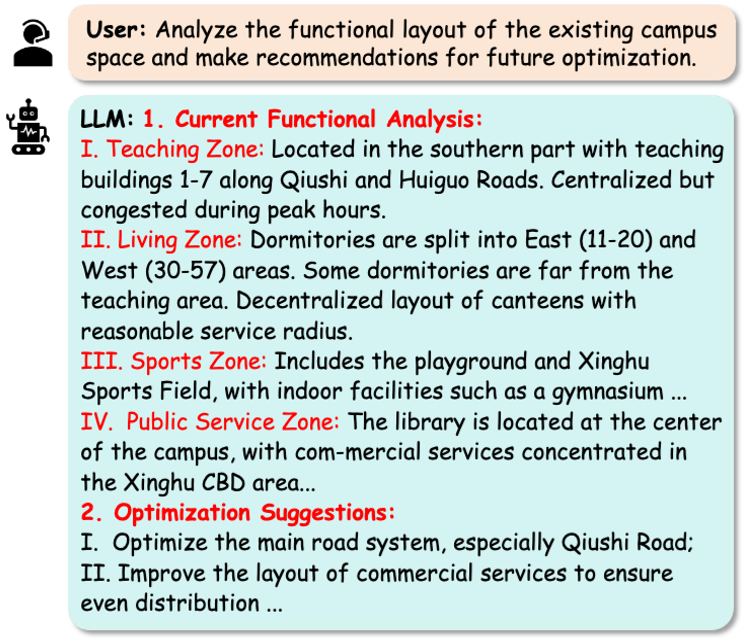 User: Analyze the functional layout of the existing campus
space and make recommendations for future optimization.
LLM: 1. Current Functional Analysis:
I. Teaching Zone: Located in the southern part with teaching
buildings 1-7 along Qiushi and Huiguo Roads. Centralized but
congested during peak hours.
II. Living Zone: Dormitories are split into East (11-20) and
West (30-57) areas. Some dormitories are far from the
teaching area. Decentralized layout of canteens with
reasonable service radius.
III. Sports Zone: Includes the playground and Xinghu
Sports Field, with indoor facilities such as a gymnasium ...
IV. Public Service Zone: The library is located at the center
of the campus, with com-mercial services concentrated in
the Xinghu CBD area...
2. Optimization Suggestions:
I. Optimize the main road system, especially Qiushi Road;
II. Improve the layout of commercial services to ensure
even distribution ...